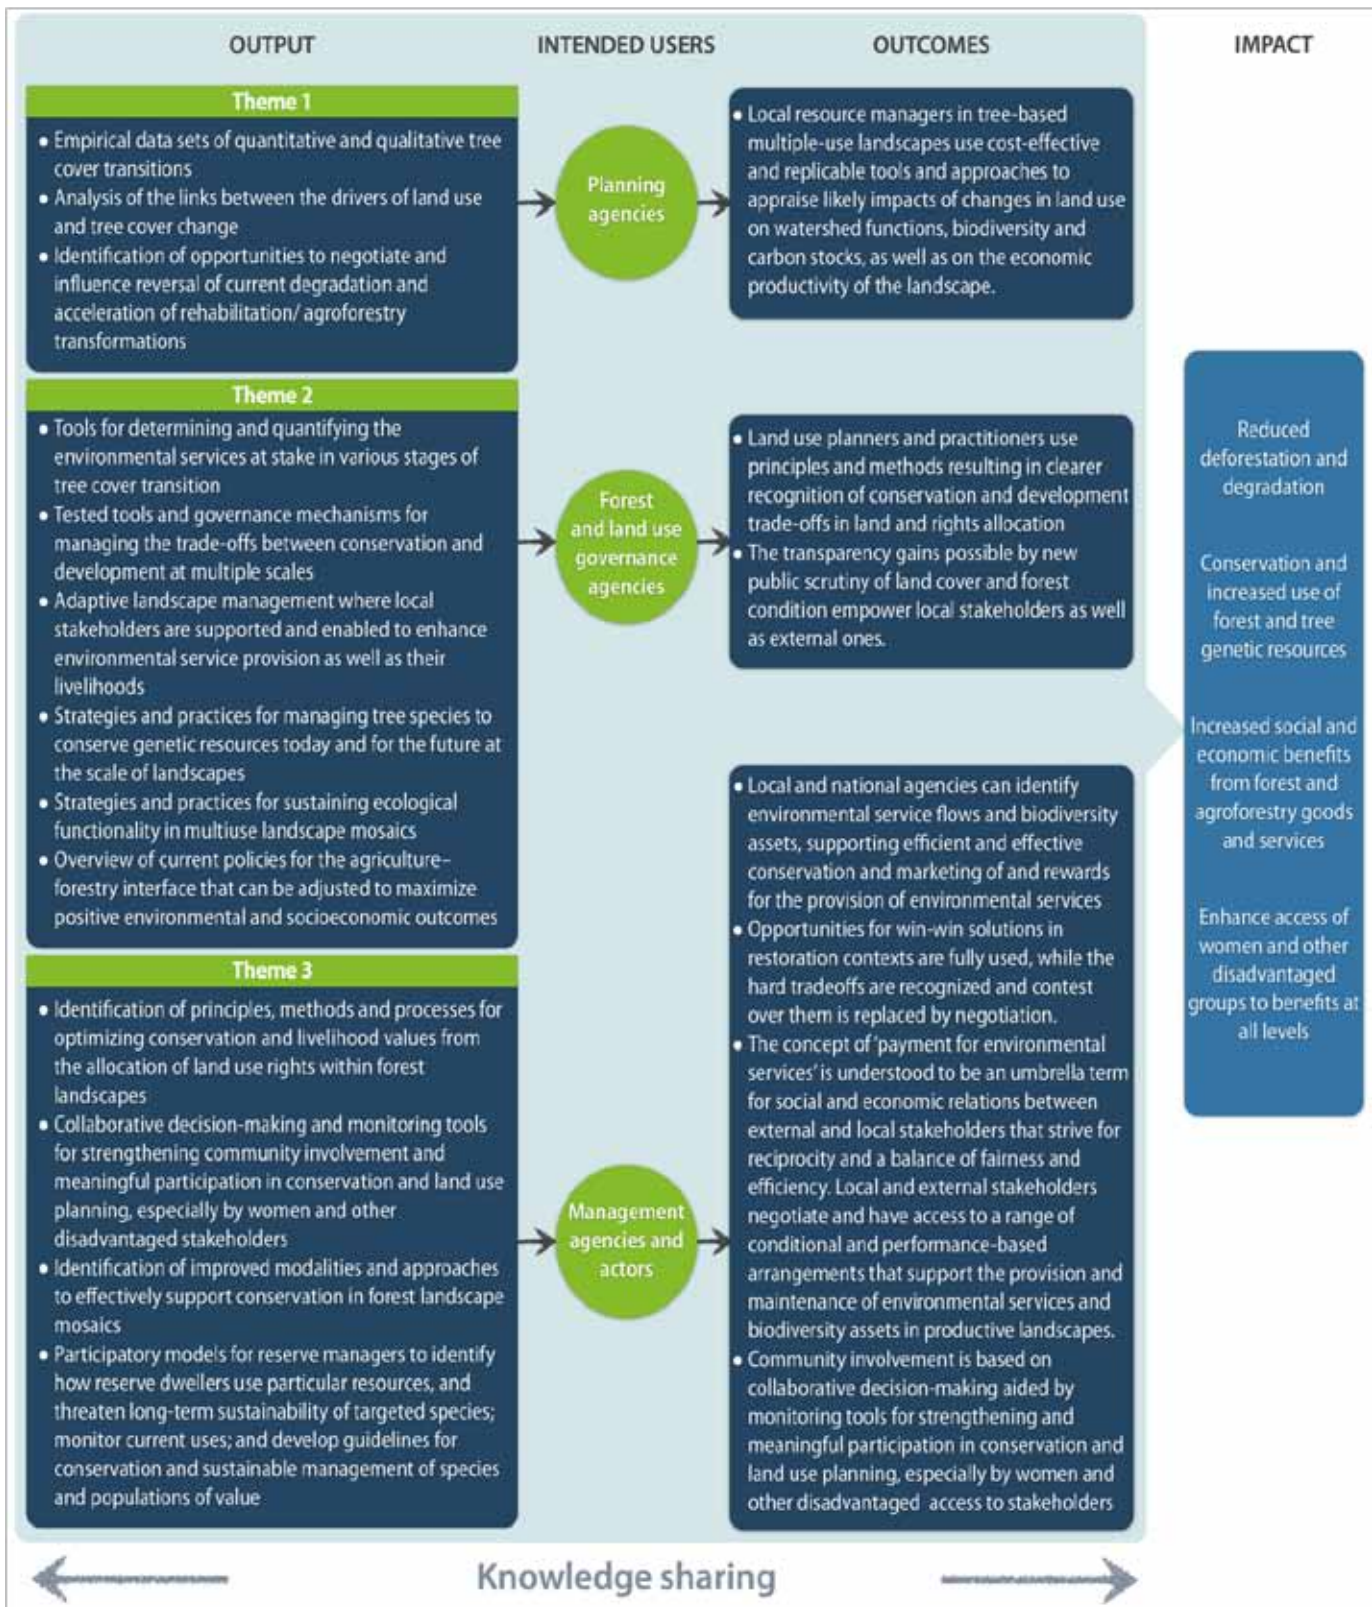 OUTPUT
INTENDED USERS
OUTCOMES
IMPACT
Theme 1
• Empirical data sets of quantitative and qualitative tree
cover transitions
• Analysis of the links between the drivers of land use
and tree cover change
• Identification of opportunities to negotiate and
influence reversal of current degradation and
acceleration of rehabilitation/ agroforestry
transformations
Planning
agencies
• Local resource managers in tree-based
multiple-use landscapes use cost-effective
and replicable tools and approaches to
appraise likely impacts of changes in land use
on watershed functions, biodiversity and
carbon stocks, as well as on the economic
productivity of the landscape.
Theme 2
• Tools for determining and quantifying the
environmental services at stake in various stages of
tree cover transition
• Tested tools and governance mechanisms for
managing the trade-offs between conservation and
development at multiple scales
• Adaptive landscape management where local
stakeholders are supported and enabled to enhance
environmental service provision as well as their
livelihoods
• Strategies and practices for managing tree species to
conserve genetic resources today and for the future at
the scale of landscapes
• Strategies and practices for sustaining ecological
functionality in multiuse landscape mosaics
• Overview of current policies for the agriculture–
forestry interface that can be adjusted to maximize
positive environmental and socioeconomic outcomes
Forest
and land use
governance
agencies
• Land use planners and practitioners use
principles and methods resulting in clearer
recognition of conservation and development
trade-offs in land and rights allocation
• The transparency gains possible by new
public scrutiny of land cover and forest
condition empower local stakeholders as well
as external ones.
Theme 3
• Identification of principles, methods and processes for
optimizing conservation and livelihood values from
the allocation of land use rights within forest
landscapes
• Collaborative decision-making and monitoring tools
for strengthening community involvement and
meaningful participation in conservation and land use
planning, especially by women and other
disadvantaged stakeholders
• Identification of improved modalities and approaches
to effectively support conservation in forest landscape
mosaics
• Participatory models for reserve managers to identify
how reserve dwellers use particular resources, and
threaten long-term sustainability of targeted species;
monitor current uses; and develop guidelines for
conservation and sustainable management of species
and populations of value
Management
agencies and
actors
• Local and national agencies can identify
environmental service flows and biodiversity
assets, supporting efficient and effective
conservation and marketing of and rewards
for the provision of environmental services
• Opportunities for win-win solutions in
restoration contexts are fully used, while the
hard tradeoffs are recognized and contest
over them is replaced by negotiation.
• The concept of ‘payment for environmental
services’ is understood to be an umbrella term
for social and economic relations between
external and local stakeholders that strive for
reciprocity and a balance of fairness and
efficiency. Local and external stakeholders
negotiate and have access to a range of
conditional and performance-based
arrangements that support the provision and
maintenance of environmental services and
biodiversity assets in productive landscapes.
• Community involvement is based on
collaborative decision-making aided by
monitoring tools for strengthening and
meaningful participation in conservation and
land use planning, especially by women and
other disadvantaged access to stakeholders
Reduced
deforestation and
degradation
Conservation and
increased use of
forest and tree
genetic resources
Increased social and
economic benefits
from forest and
agroforestry goods
and services
Enhance access of
women and other
disadvantaged
groups to benefits at
all levels
Knowledge sharing